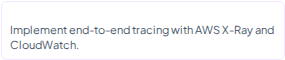 Implement end-to-end tracing with AWS X-Ray and
CloudWatch.